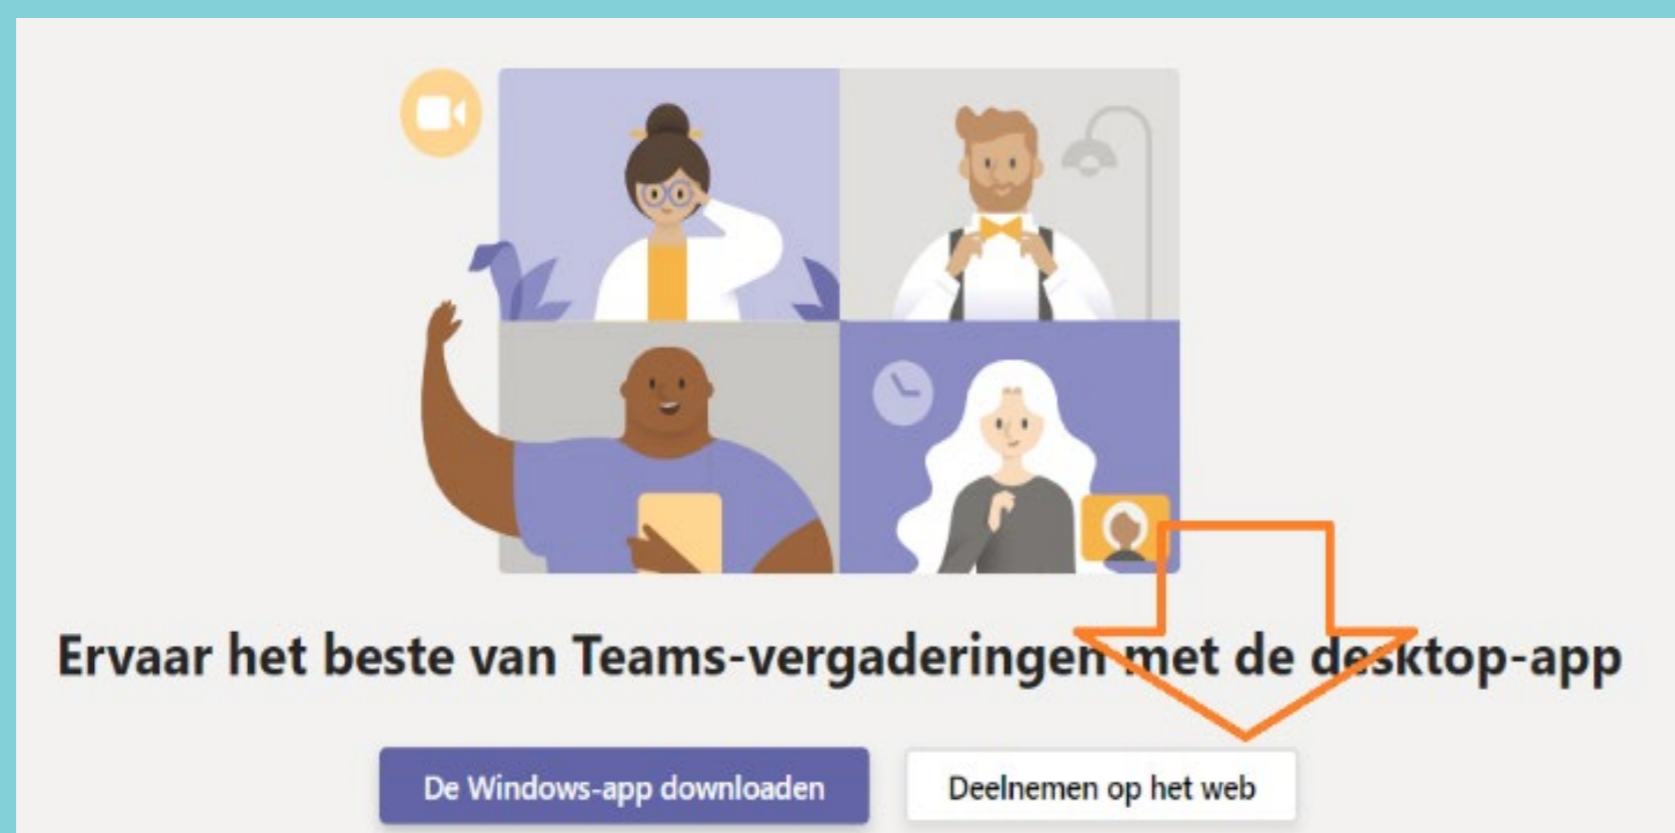 Ervaar het beste van Teams-vergaderingen met de desktop-app
De Windows-app downloaden
Deelnemen op het web